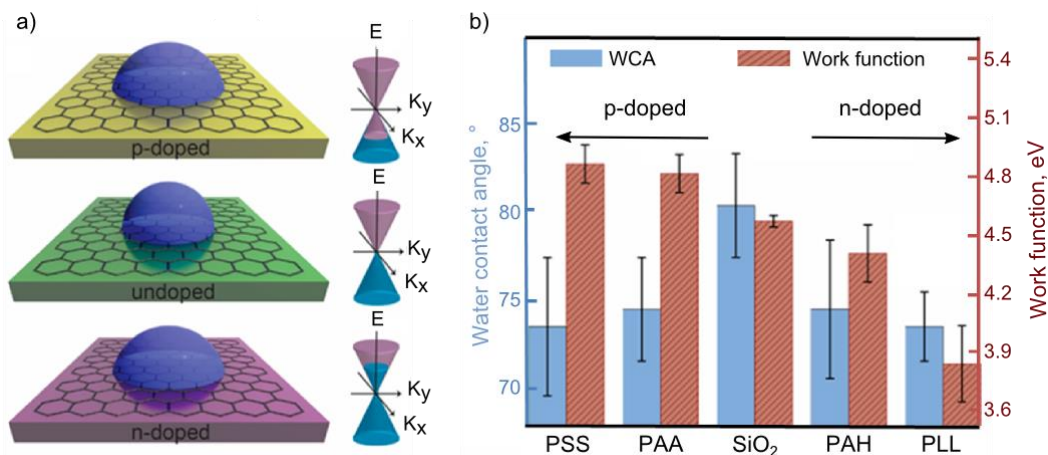 a)
E
Ky
Kx
p-doped
E
Ky
Kx
undoped
E
Ky
Kx
n-doped
b)
WCA
Work function
p-doped
n-doped
Water contact angle, °
85
80
75
70
5.4
5.1
4.8
4.5
4.2
3.9
3.6
Work function, eV
PSS
PAA
SiO₂
PAH
PLL